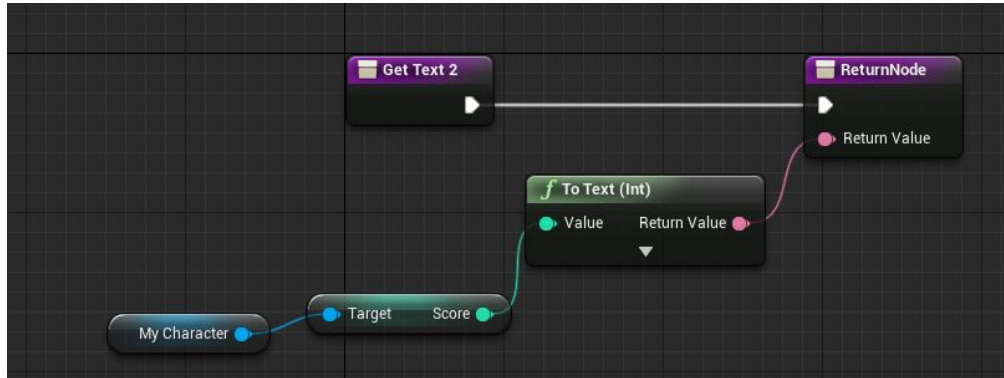 Get Text 2
ReturnNode
Return Value
f To Text (Int)
Value Return Value
Target Score
My Character